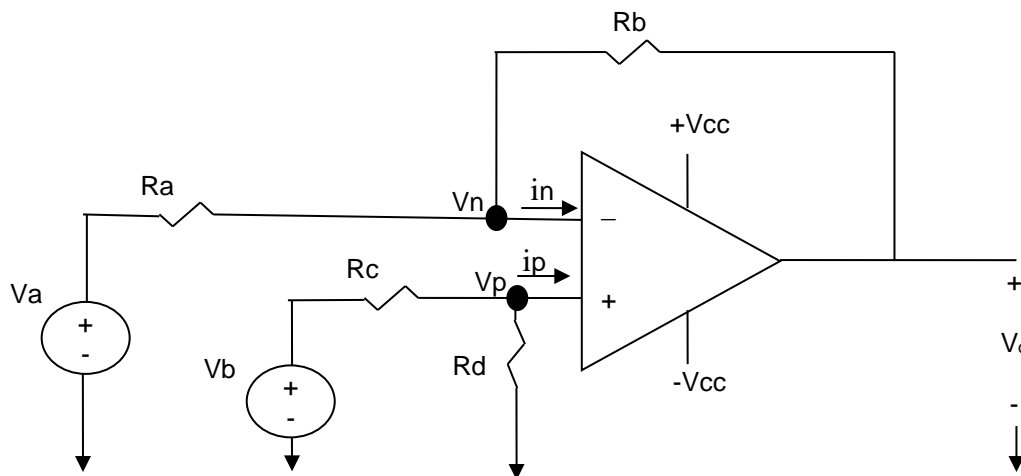 Rb
+Vcc
Ra
Vn
in
−
Rc
Vp
ip
+
Va
+
-
Vb
+
-
Rd
-Vcc
+
V
-